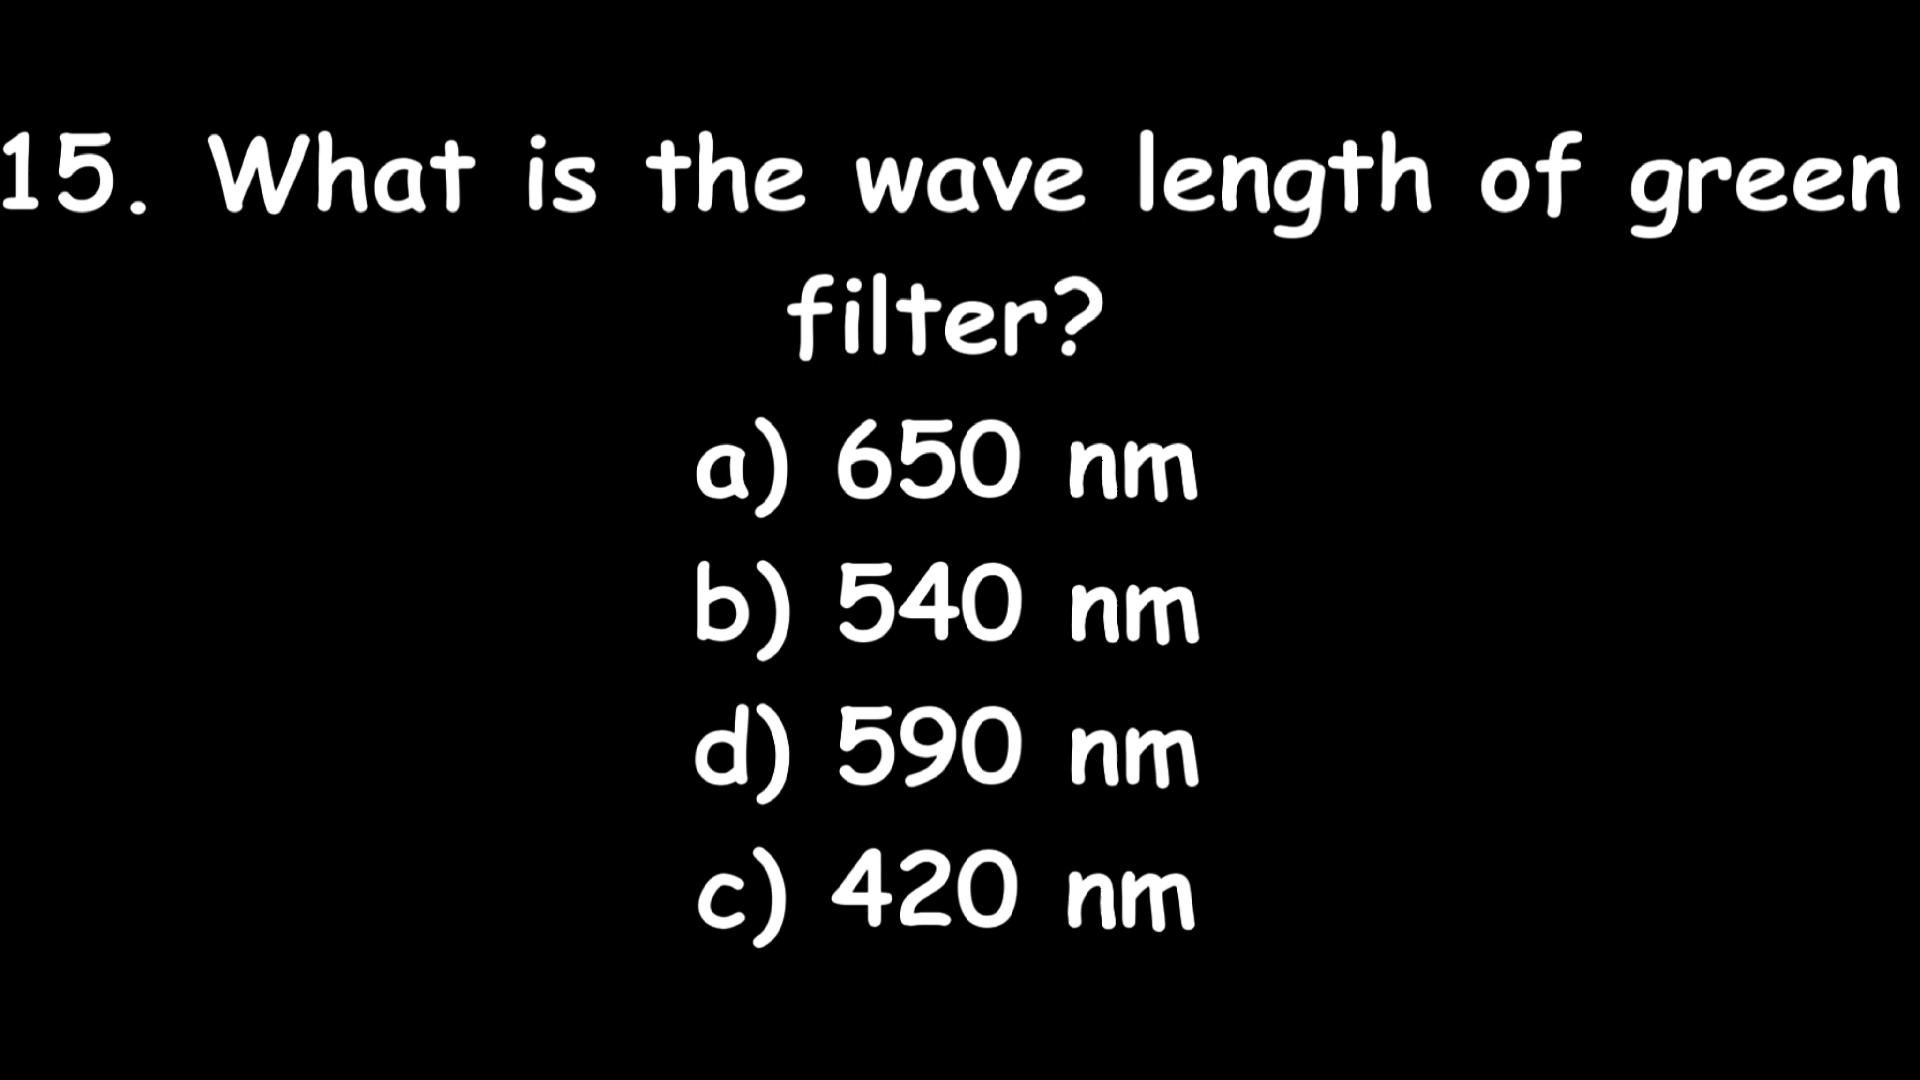 15. What is the wave length of green
filter?
a) 650 nm
b) 540 nm
d) 590 nm
c) 420 nm